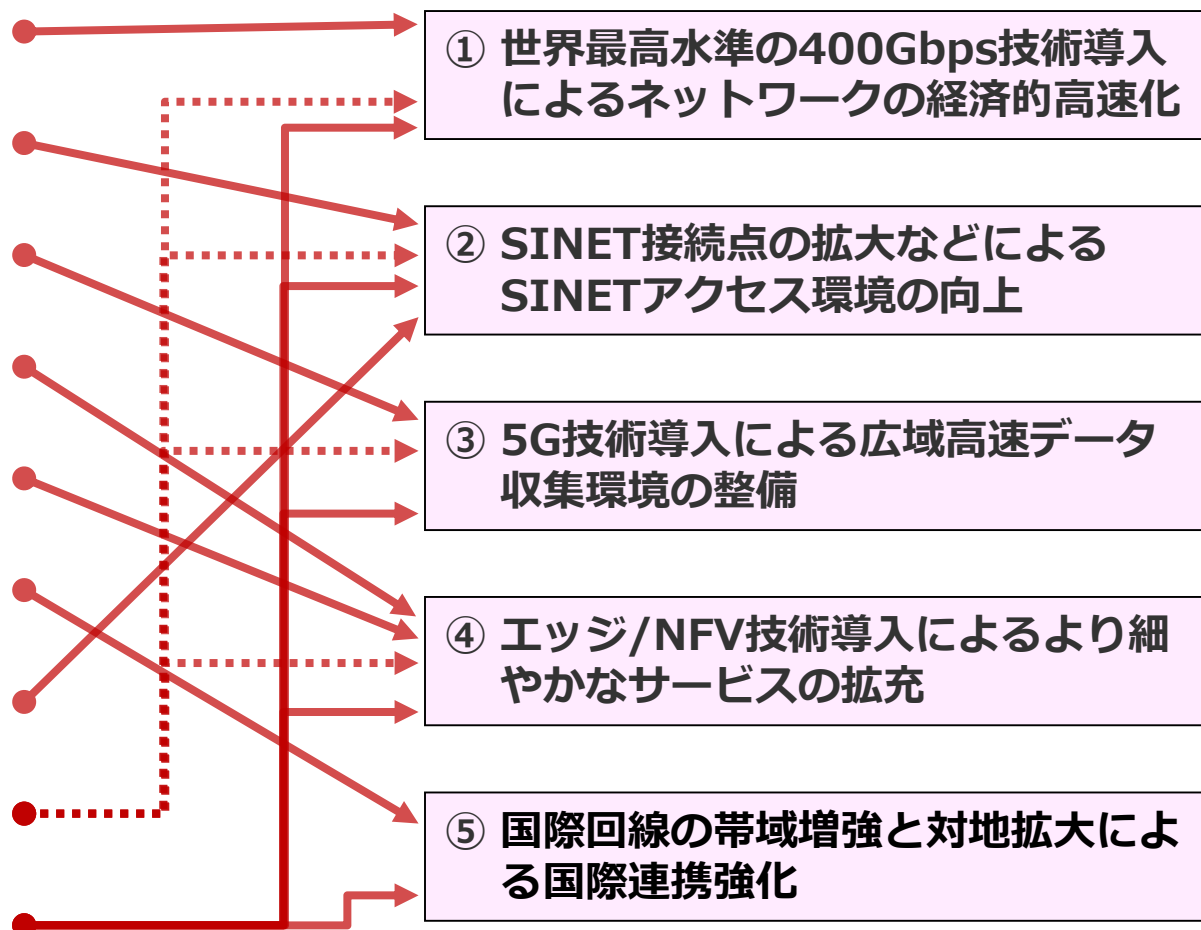 ① 世界最高水準の400Gbps技術導入
によるネットワークの経済的高速化
② SINET接続点の拡大などによる
SINETアクセス環境の向上
③ 5G技術導入による広域高速データ
収集環境の整備
④ エッジ/NFV技術導入によるより細
やかなサービスの拡充
⑤ 国際回線の帯域増強と対地拡大によ
る国際連携強化